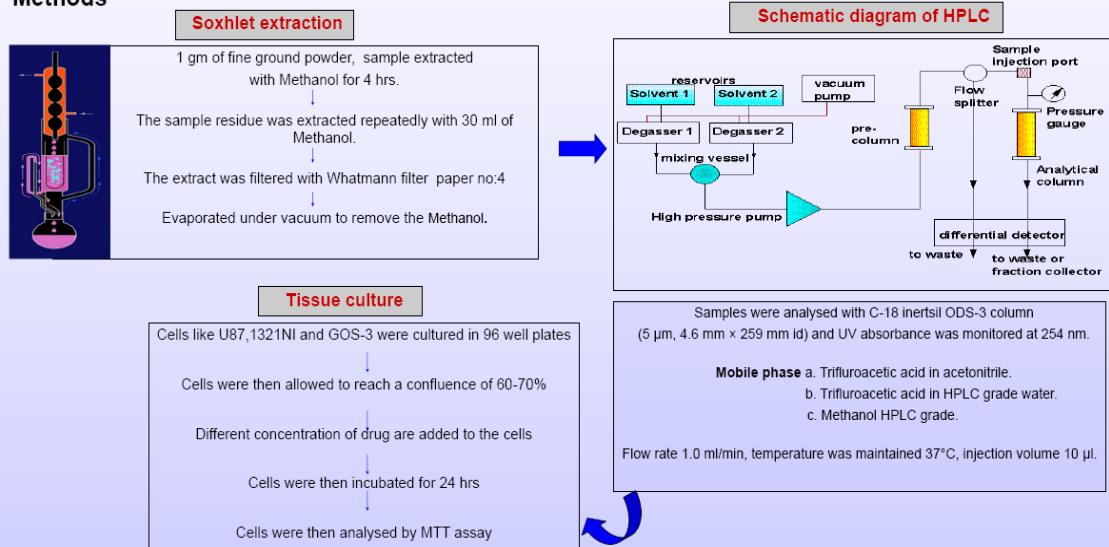 Methods
Soxhlet extraction
1 gm of fine ground powder, sample extracted
with Methanol for 4 hrs.
The sample residue was extracted repeatedly with 30 ml of
Methanol.
The extract was filtered with Whatmann filter paper no:4
Evaporated under vacuum to remove the Methanol.
Schematic diagram of HPLC
reservoirs
Solvent 1
Solvent 2
vacuum
pump
Degasser 1
Degasser 2
mixing vessel
High pressure pump
pre-
column
Flow
splitter
Sample
injection port
Pressure
gauge
Analytical
column
differential detector
to waste
to waste or
fraction collector
Tissue culture
Cells like U87,1321NI and GOS-3 were cultured in 96 well plates
Cells were then allowed to reach a confluence of 60-70%
Different concentration of drug are added to the cells
Cells were then incubated for 24 hrs
Cells were then analysed by MTT assay
Samples were analysed with C-18 inertsil ODS-3 column
(5 µm, 4.6 mm × 259 mm id) and UV absorbance was monitored at 254 nm.
Mobile phase a. Trifluroacetic acid in acetonitrile.
b. Trifluroacetic acid in HPLC grade water.
c. Methanol HPLC grade.
Flow rate 1.0 ml/min, temperature was maintained 37°C, injection volume 10 µl.